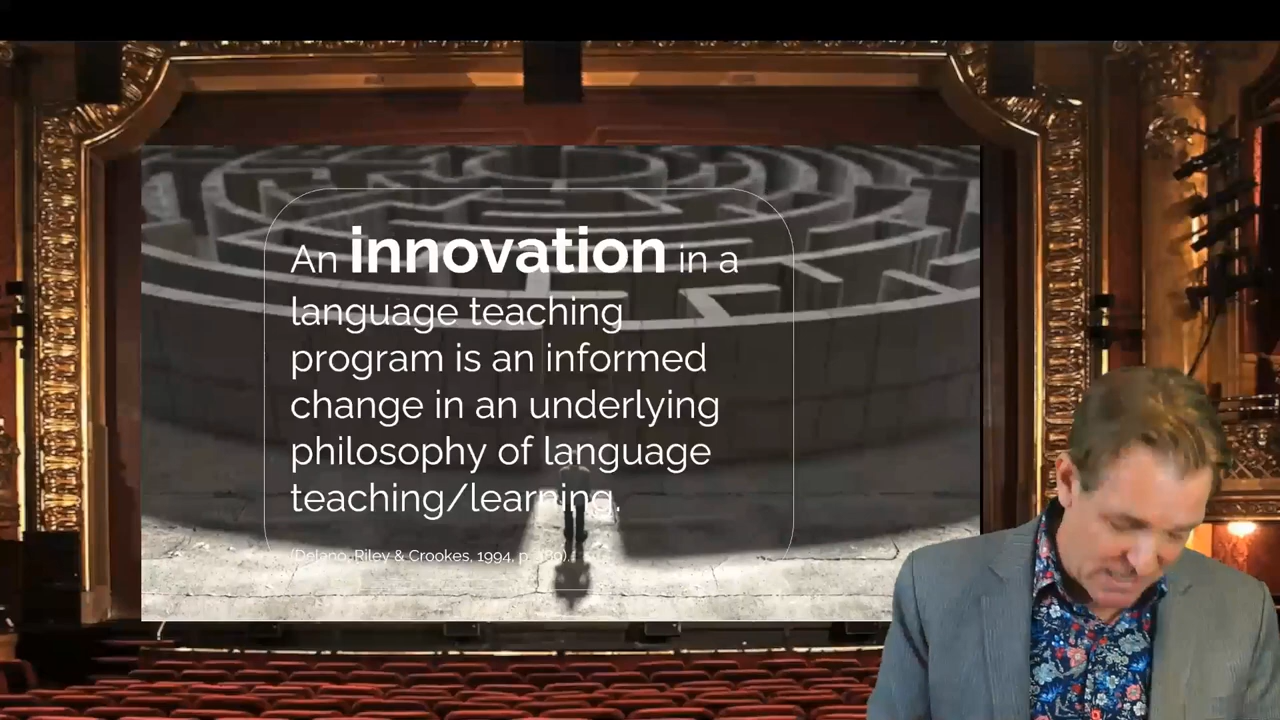 An innovation in a
language teaching
program is an informed
change in an underlying
philosophy of language
teaching/learning.
(Delano, Riley & Crookes, 1994, p.